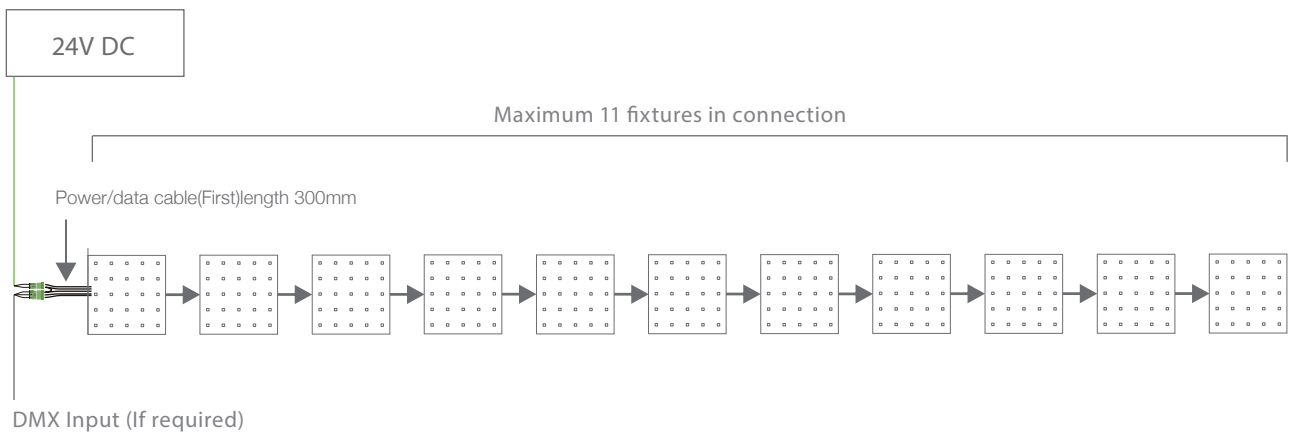 24V DC
Maximum 11 fixtures in connection
Power/data cable(First)length 300mm
DMX Input (If required)